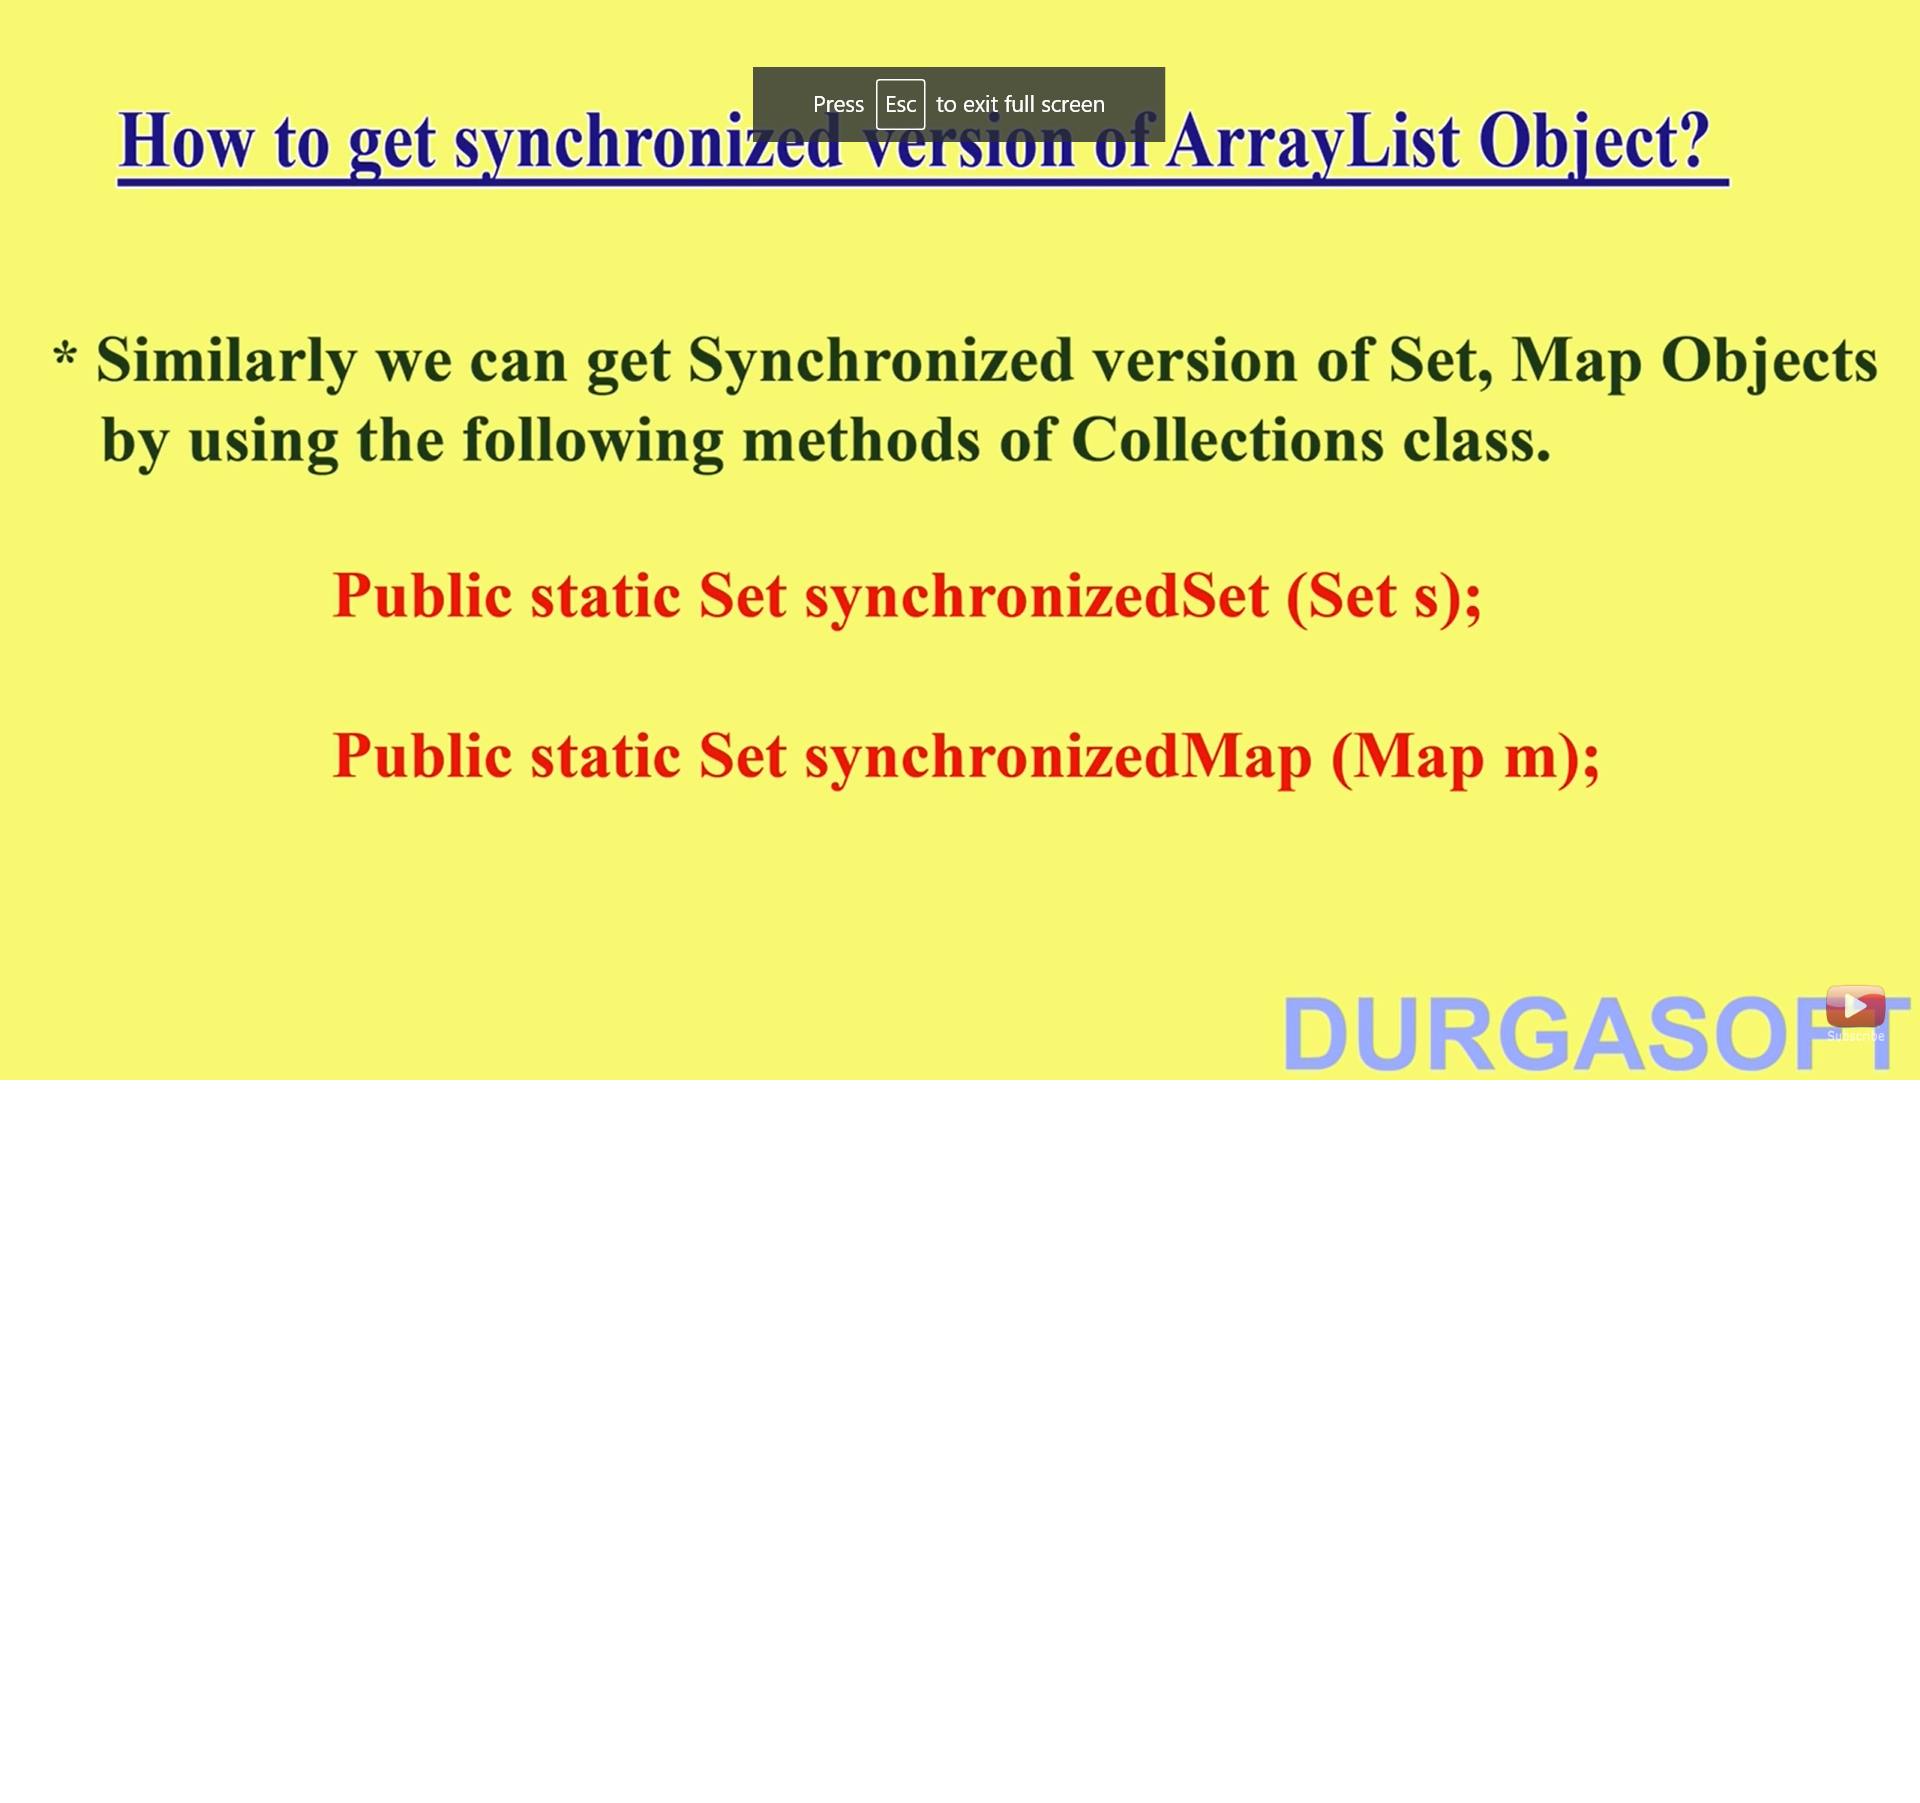 Press Esc to exit full screen
How to get synchronized version of ArrayList Object?
* Similarly we can get Synchronized version of Set, Map Objects
by using the following methods of Collections class.
Public static Set synchronizedSet (Set s);
Public static Set synchronizedMap (Map m);
DURGASOFT
Subscribe